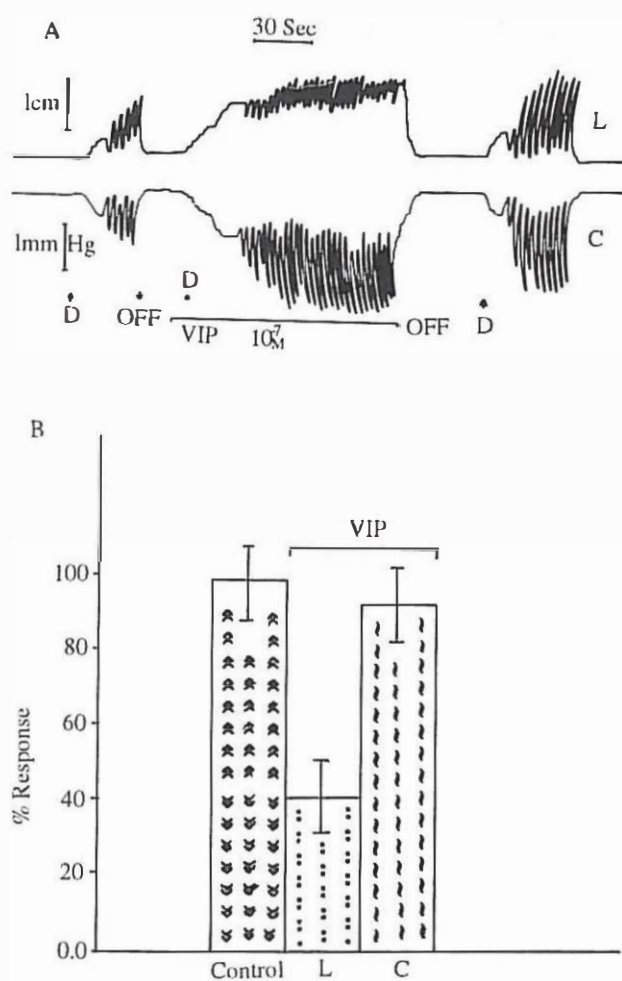 A
30 Sec
1cm
L
1mm Hg
C
D OFF D VIP 10⁻⁷M OFF D
B
VIP
100
80
60
40
20
0.0
% Response
Control L C